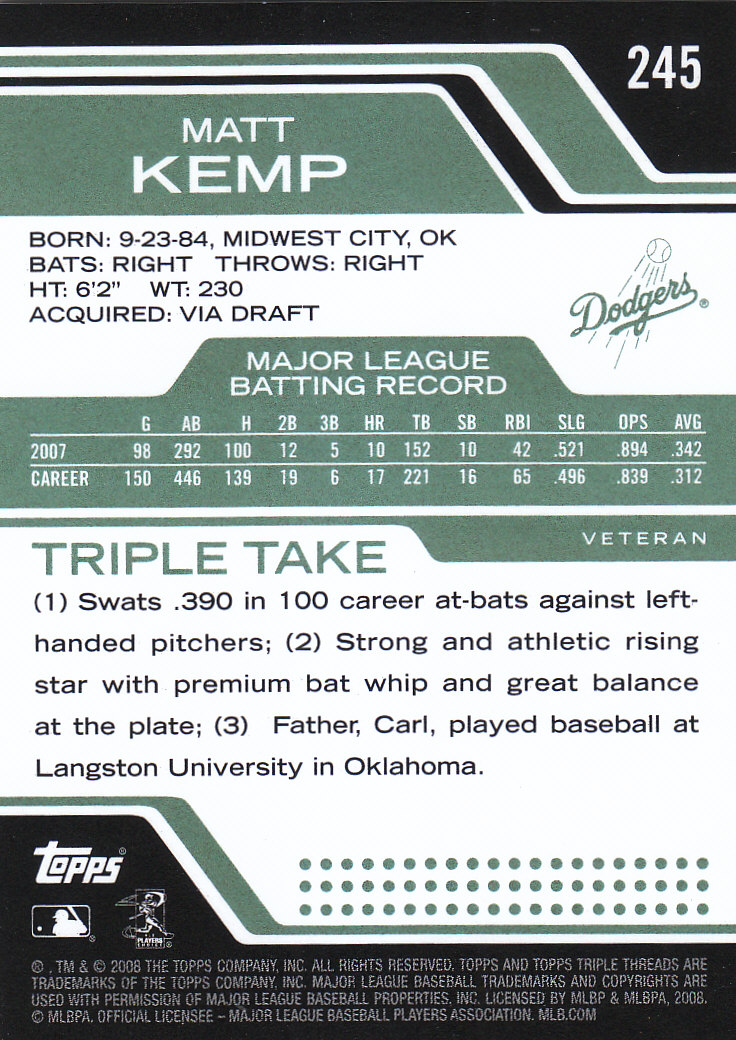 245
MATT
KEMP
BORN: 9-23-84, MIDWEST CITY, OK
BATS: RIGHT THROWS: RIGHT
HT: 6'2" WT: 230
ACQUIRED: VIA DRAFT
Dodgers®
MAJOR LEAGUE
BATTING RECORD
G AB H 2B 3B HR TB SB RBI SLG OPS AVG
2007 98 292 100 12 5 10 152 10 42 .521 .894 .342
CAREER 150 446 139 19 6 17 221 16 65 .496 .839 .312
VETERAN
TRIPLE TAKE
(1) Swats .390 in 100 career at-bats against left-
handed pitchers; (2) Strong and athletic rising
star with premium bat whip and great balance
at the plate; (3) Father, Carl, played baseball at
Langston University in Oklahoma.
topps®
PLAYERS
CHOICE ®
® , TM & © 2008 THE TOPPS COMPANY, INC. ALL RIGHTS RESERVED. TOPPS AND TOPPS TRIPLE THREADS ARE
TRADEMARKS OF THE TOPPS COMPANY, INC. MAJOR LEAGUE BASEBALL TRADEMARKS AND COPYRIGHTS ARE
USED WITH PERMISSION OF MAJOR LEAGUE BASEBALL PROPERTIES, INC. LICENSED BY MLBP & MLBPA, 2008.
© MLBPA. OFFICIAL LICENSEE – MAJOR LEAGUE BASEBALL PLAYERS ASSOCIATION. MLB.COM